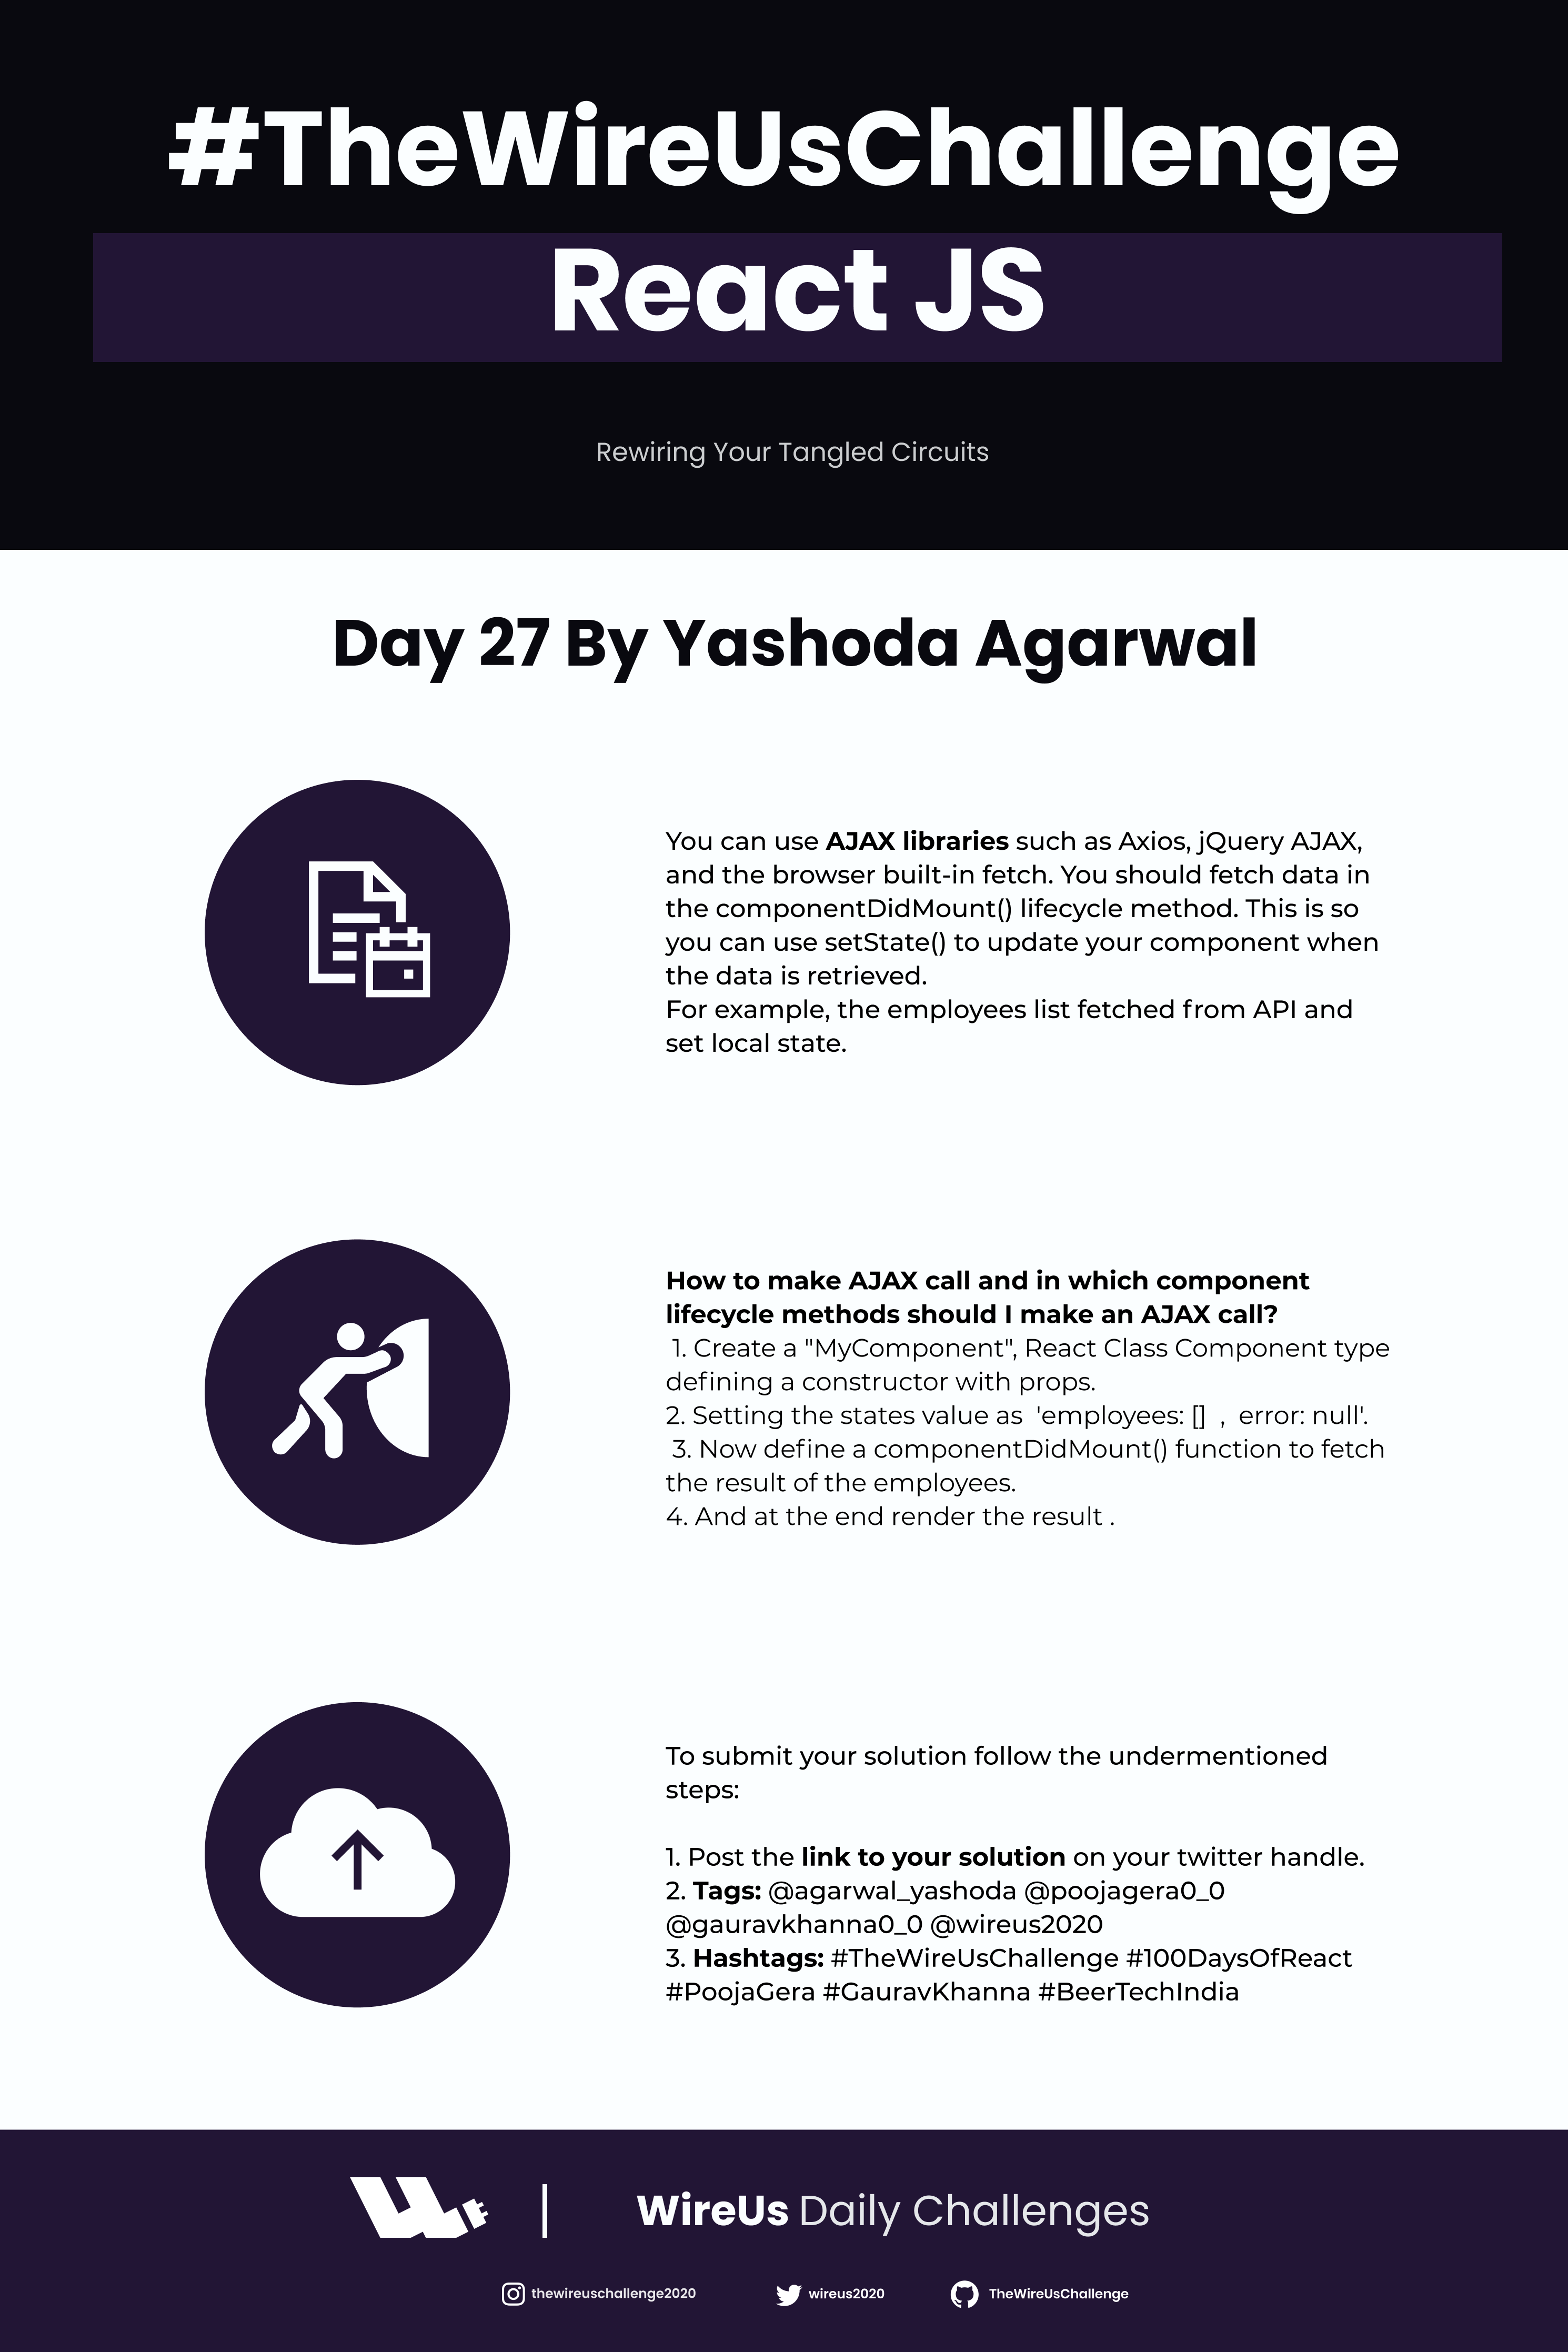 #TheWireUsChallenge
React JS
Rewiring Your Tangled Circuits
Day 27 By Yashoda Agarwal
You can use AJAX libraries such as Axios, jQuery AJAX,
and the browser built-in fetch. You should fetch data in
the componentDidMount() lifecycle method. This is so
you can use setState() to update your component when
the data is retrieved.
For example, the employees list fetched from API and
set local state.
How to make AJAX call and in which component
lifecycle methods should I make an AJAX call?
1. Create a "MyComponent", React Class Component type
defining a constructor with props.
2. Setting the states value as  'employees: []  ,  error: null'.
3. Now define a componentDidMount() function to fetch
the result of the employees.
4. And at the end render the result .
To submit your solution follow the undermentioned
steps:
1. Post the link to your solution on your twitter handle.
2. Tags: @agarwal_yashoda @poojagera0_0
@gauravkhanna0_0 @wireus2020
3. Hashtags: #TheWireUsChallenge #100DaysOfReact
#PoojaGera #GauravKhanna #BeerTechIndia
WireUs Daily Challenges
thewireuschallenge2020 wireus2020 TheWireUsChallenge